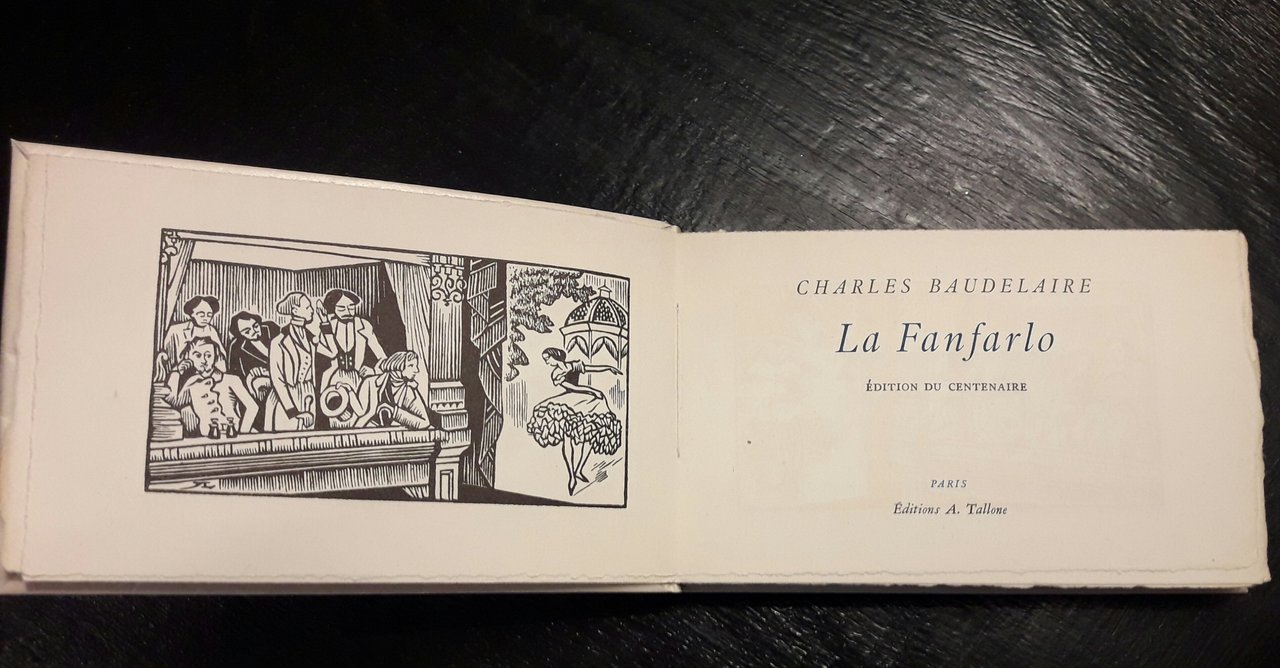 CHARLES BAUDELAIRE
La Fanfarlo
ÉDITION DU CENTENAIRE
PARIS
Éditions A. Tallone